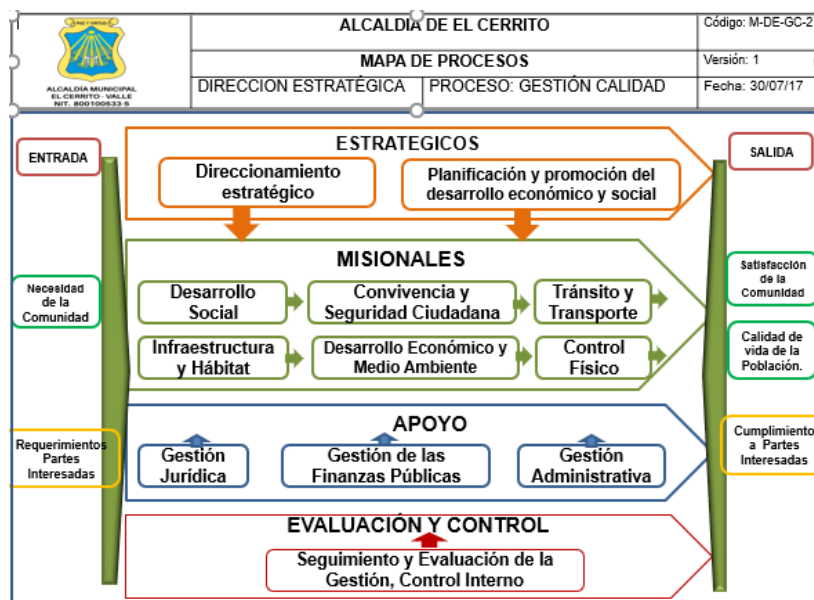 PAZ Y VIRTUD
ALCALDIA MUNICIPAL
EL CERRITO - VALLE
NIT. 800100533-5
ALCALDIA DE EL CERRITO
MAPA DE PROCESOS
DIRECCION ESTRATÉGICA
PROCESO: GESTIÓN CALIDAD
Código: M-DE-GC-2
Versión: 1
Fecha: 30/07/17
ENTRADA
Necesidad
de la
Comunidad
Requerimientos
Partes
Interesadas
ESTRATEGICOS
Direccionamiento
estratégico
Planificación y promoción del
desarrollo económico y social
MISIONALES
Desarrollo
Social
Convivencia y
Seguridad Ciudadana
Tránsito y
Transporte
Infraestructura
y Hábitat
Desarrollo Económico y
Medio Ambiente
Control
Físico
APOYO
Gestión
Jurídica
Gestión de las
Finanzas Públicas
Gestión
Administrativa
EVALUACIÓN Y CONTROL
Seguimiento y Evaluación de la
Gestión, Control Interno
SALIDA
Satisfacción
de la
Comunidad
Calidad de
vida de la
Población.
Cumplimiento
a Partes
Interesadas